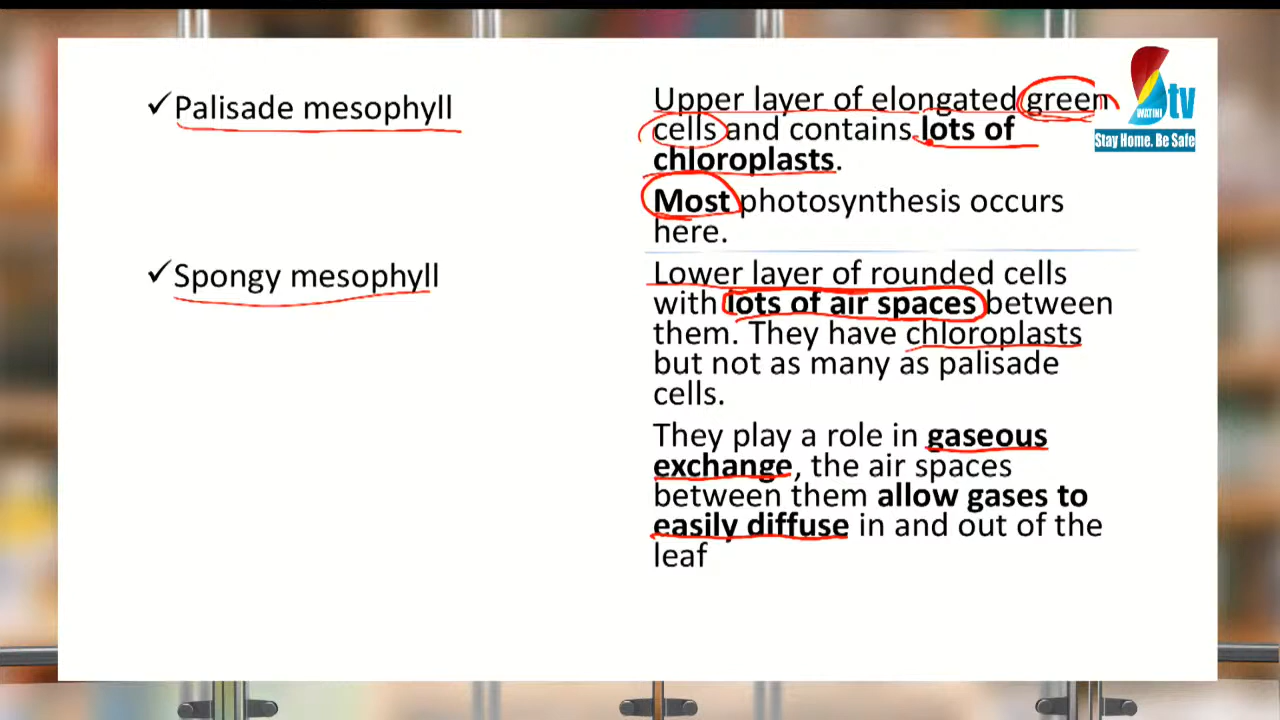 ✓Palisade mesophyll
Upper layer of elongated green
cells and contains lots of
chloroplasts.
Most photosynthesis occurs
here.
✓Spongy mesophyll
Lower layer of rounded cells
with lots of air spaces between
them. They have chloroplasts
but not as many as palisade
cells.
They play a role in gaseous
exchange, the air spaces
between them allow gases to
easily diffuse in and out of the
leaf
tv
Stay Home. Be Safe